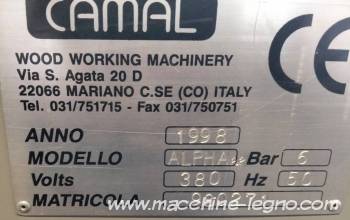 CAMAL
CE
WOOD WORKING MACHINERY
Via S. Agata 20 D
22066 MARIANO C.SE (CO) ITALY
Tel. 031/751715 - Fax 031/750751
ANNO 1998
MODELLO ALPHA Bar 6
Volts 380 Hz 50
MATRICOLA
www.macchine-legno.com